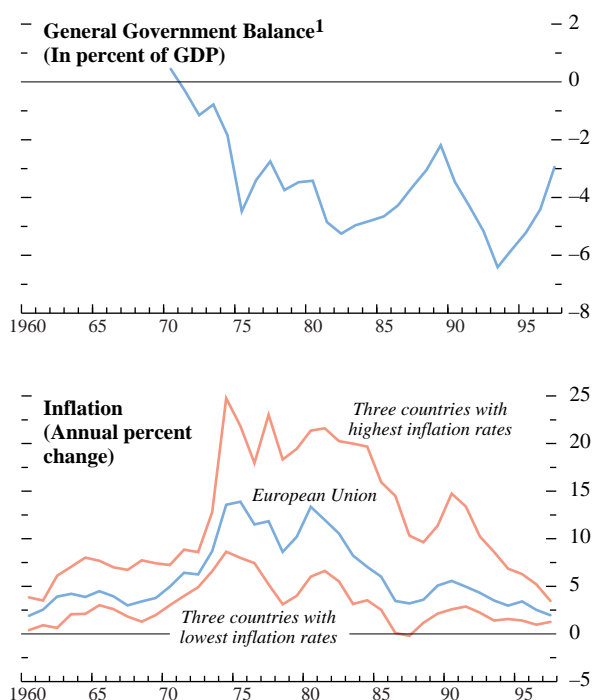 General Government Balance1
(In percent of GDP)
2
0
–2
–4
–6
–8
1960 65 70 75 80 85 90 95
Inflation
(Annual percent
change)
Three countries with
highest inflation rates
European Union
Three countries with
lowest inflation rates
25
20
15
10
5
0
–5
1960 65 70 75 80 85 90 95